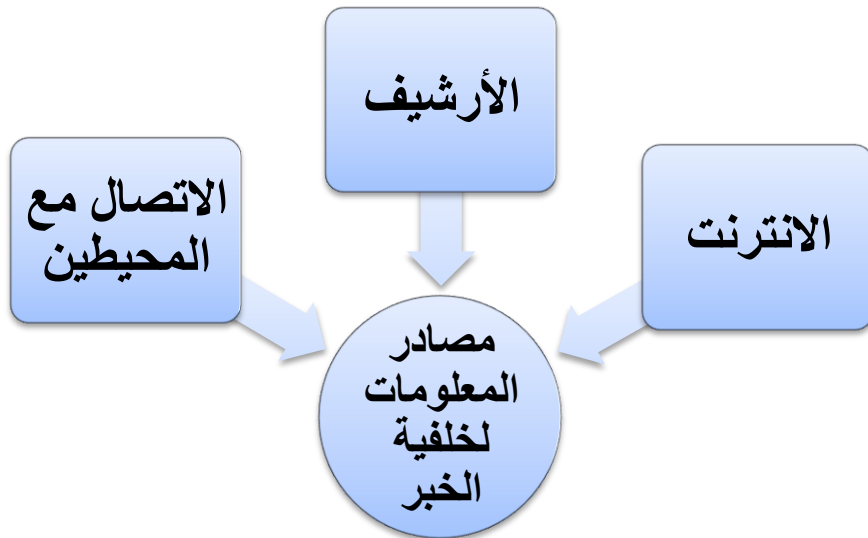 الأرشيف
الانترنت
الاتصال مع
المحيطين
مصادر
المعلومات
لخلفية
الخبر